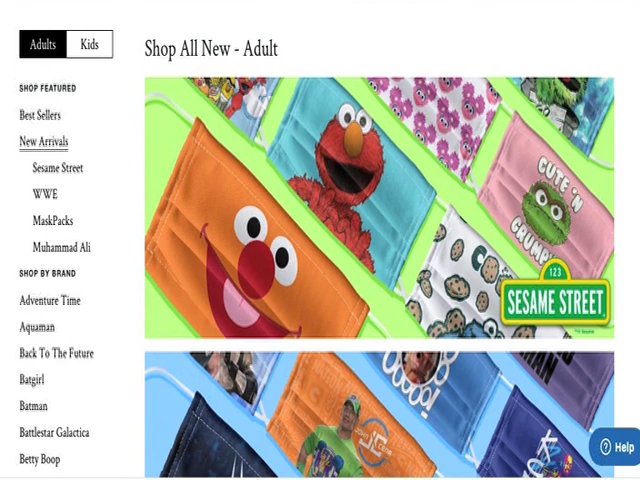 Adults Kids
Shop All New - Adult
SHOP FEATURED
Best Sellers
New Arrivals
Sesame Street
WWE
MaskPacks
Muhammad Ali
SHOP BY BRAND
Adventure Time
Aquaman
Back To The Future
Batgirl
Batman
Battlestar Galactica
Betty Boop
CUTE 'N
GRUMPY
123
SESAME STREET
Help